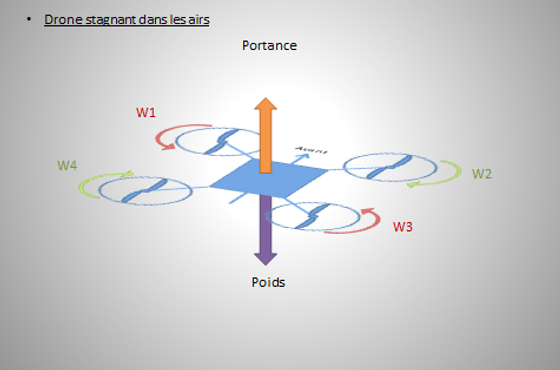 • Drone stagnant dans les airs
Portance
W1
Avant
W4
W2
W3
Poids